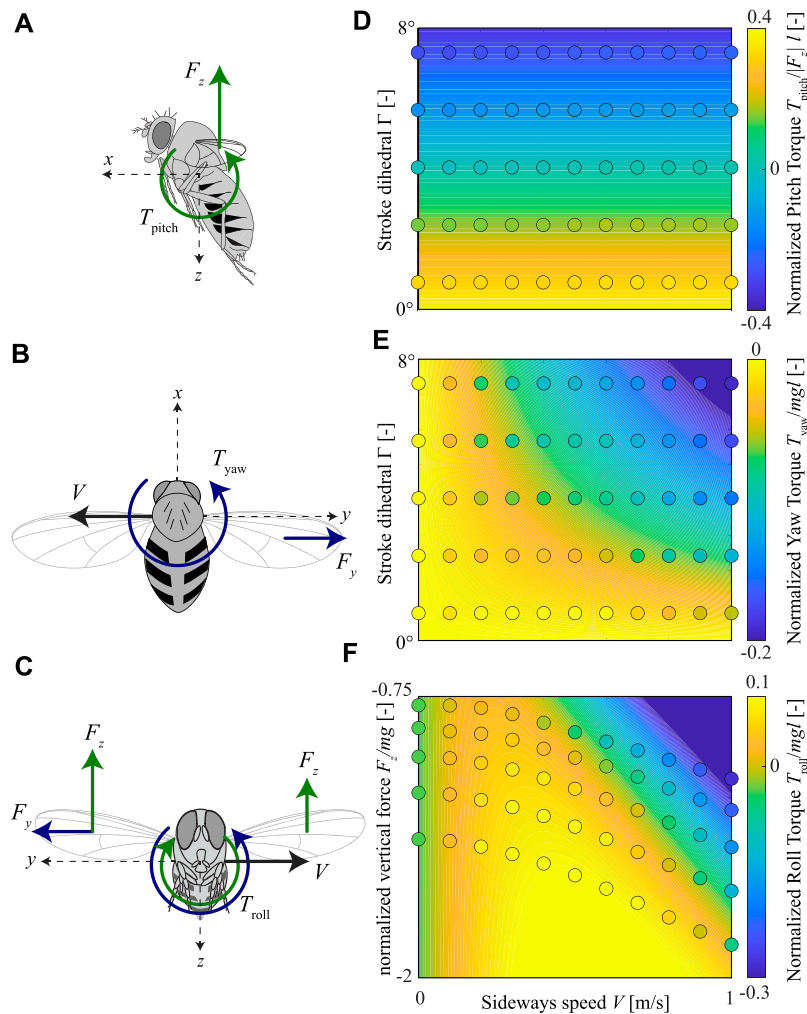 A
F_z
x
T_pitch
z
B
x
T_yaw
V
y
F_y
C
F_z
F_z
F_y
y
V
T_roll
z
D
8°
Stroke dihedral Γ [-]
0°
0.4
0
-0.4
Normalized Pitch Torque T_pitch/|F_z| l [-]
E
8°
Stroke dihedral Γ [-]
0°
0
-0.2
Normalized Yaw Torque T_yaw/mgl [-]
F
-0.75
normalized vertical force F_z/mg [-]
-2
0
1
Sideways speed V [m/s]
0.1
0
-0.3
Normalized Roll Torque T_roll/mgl [-]